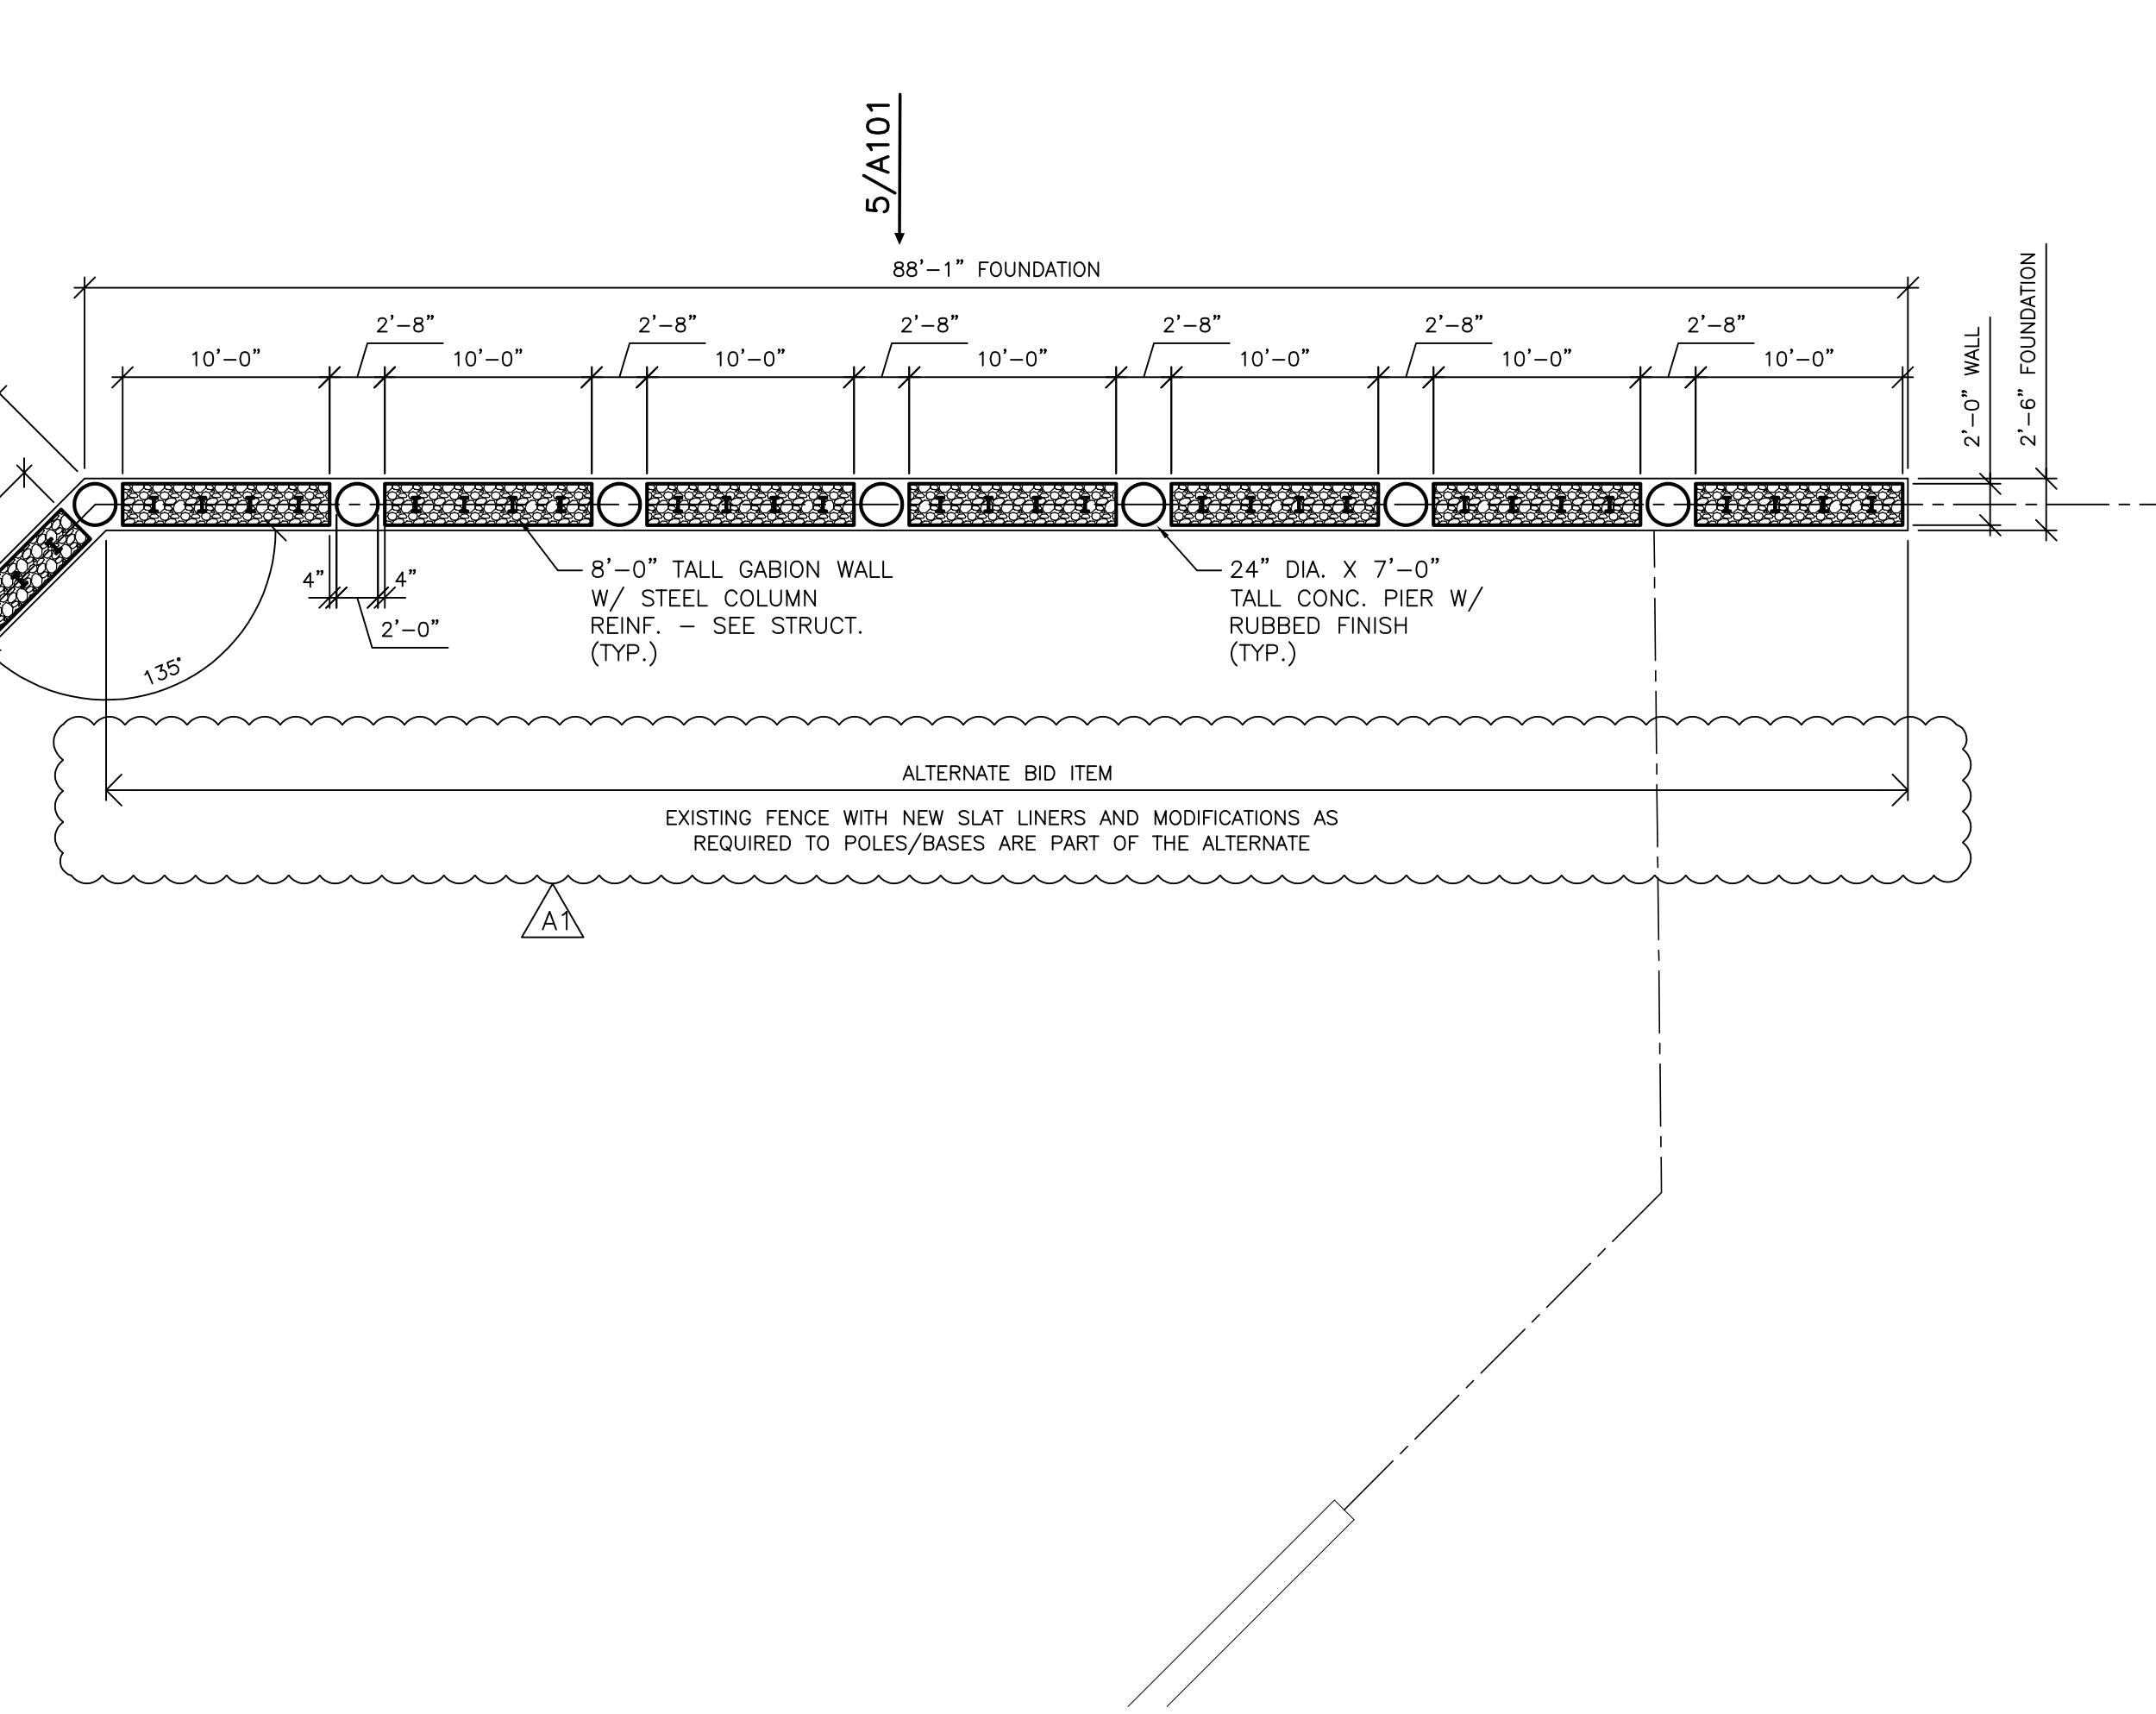 5/A101
88'-1" FOUNDATION
2'-8" 2'-8" 2'-8" 2'-8" 2'-8" 2'-8"
10'-0" 10'-0" 10'-0" 10'-0" 10'-0" 10'-0" 10'-0"
2'-0" WALL
2'-6" FOUNDATION
4" 4"
2'-0"
135°
8'-0" TALL GABION WALL
W/ STEEL COLUMN
REINF. - SEE STRUCT.
(TYP.)
24" DIA. X 7'-0"
TALL CONC. PIER W/
RUBBED FINISH
(TYP.)
ALTERNATE BID ITEM
EXISTING FENCE WITH NEW SLAT LINERS AND MODIFICATIONS AS
REQUIRED TO POLES/BASES ARE PART OF THE ALTERNATE
A1